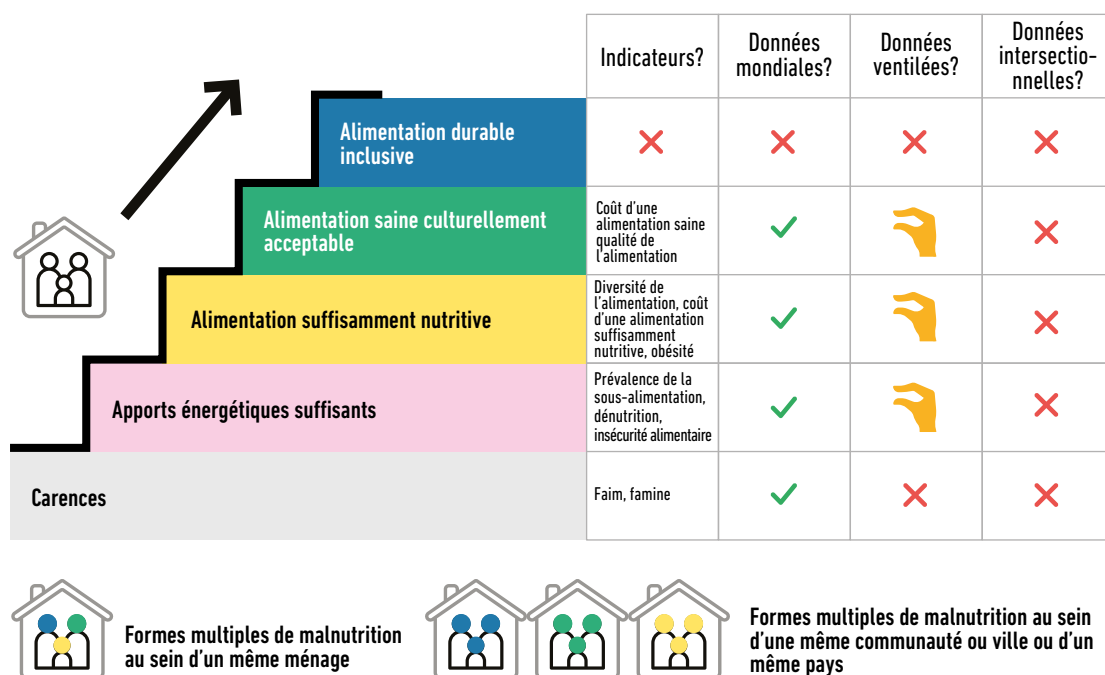 Indicateurs?
Données
mondiales?
Données
ventilées?
Données
intersectio-
nnelles?
Alimentation durable
inclusive
Alimentation saine culturellement
acceptable
Coût d’une
alimentation saine
qualité de
l’alimentation
Alimentation suffisamment nutritive
Diversité de
l’alimentation, coût
d’une alimentation
suffisamment
nutritive, obésité
Apports énergétiques suffisants
Prévalence de la
sous-alimentation,
dénutrition,
insécurité alimentaire
Carences
Faim, famine
Formes multiples de malnutrition
au sein d’un même ménage
Formes multiples de malnutrition au sein
d’une même communauté ou ville ou d’un
même pays